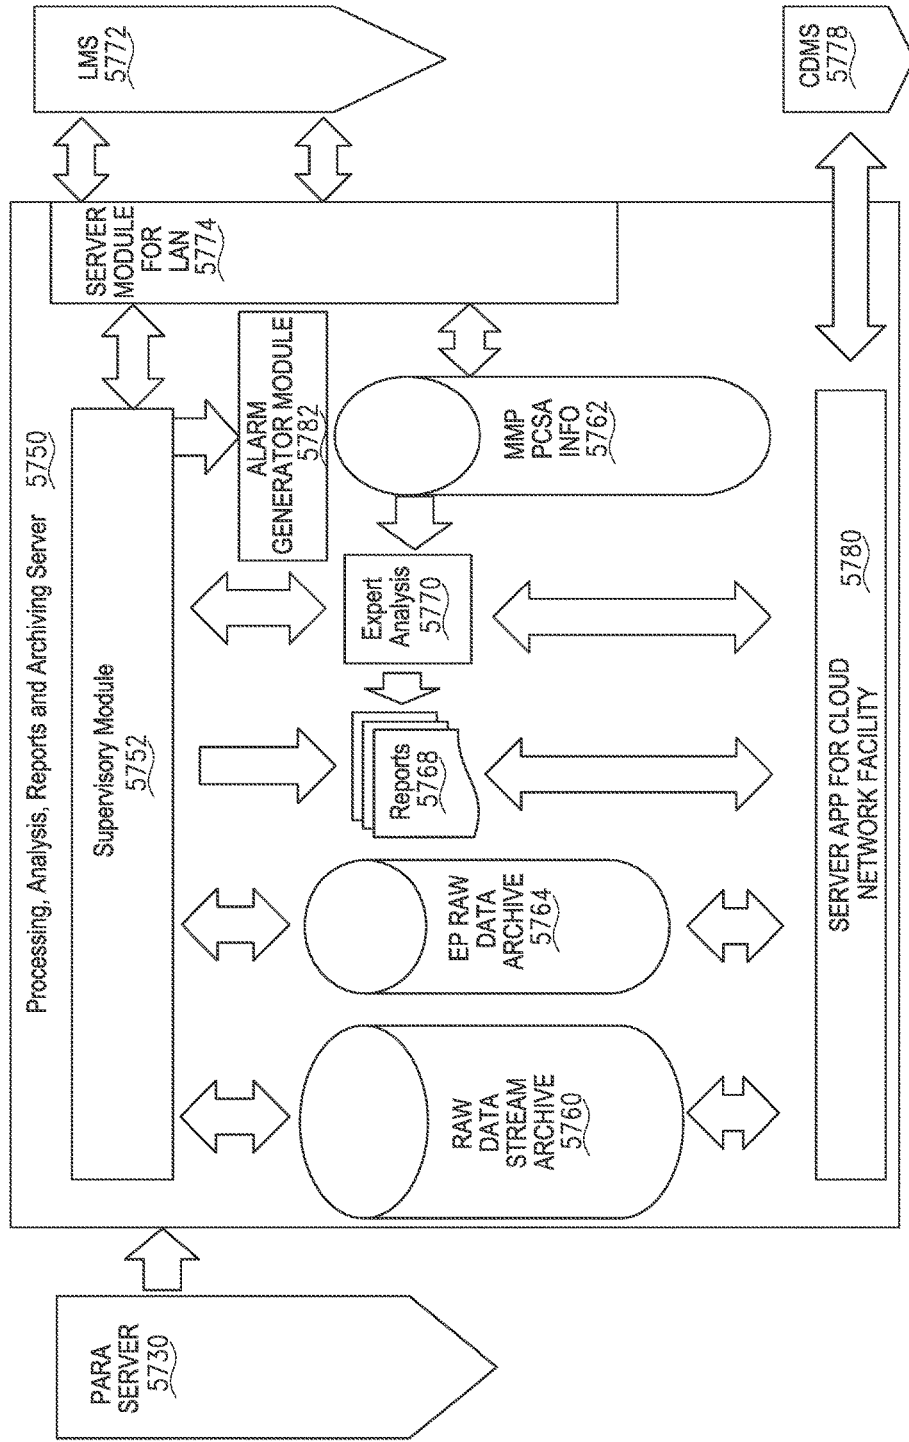 Processing, Analysis, Reports and Archiving Server 5750
PARA
SERVER
5730
Supervisory Module
5752
SERVER
MODULE
FOR
LAN
5774
LMS
5772
ALARM
GENERATOR MODULE
5782
RAW
DATA
STREAM
ARCHIVE
5760
EP RAW
DATA
ARCHIVE
5764
Reports
5768
Expert
Analysis
5770
MMP
PCSA
INFO
5762
SERVER APP FOR CLOUD
NETWORK FACILITY
5780
CDMS
5778